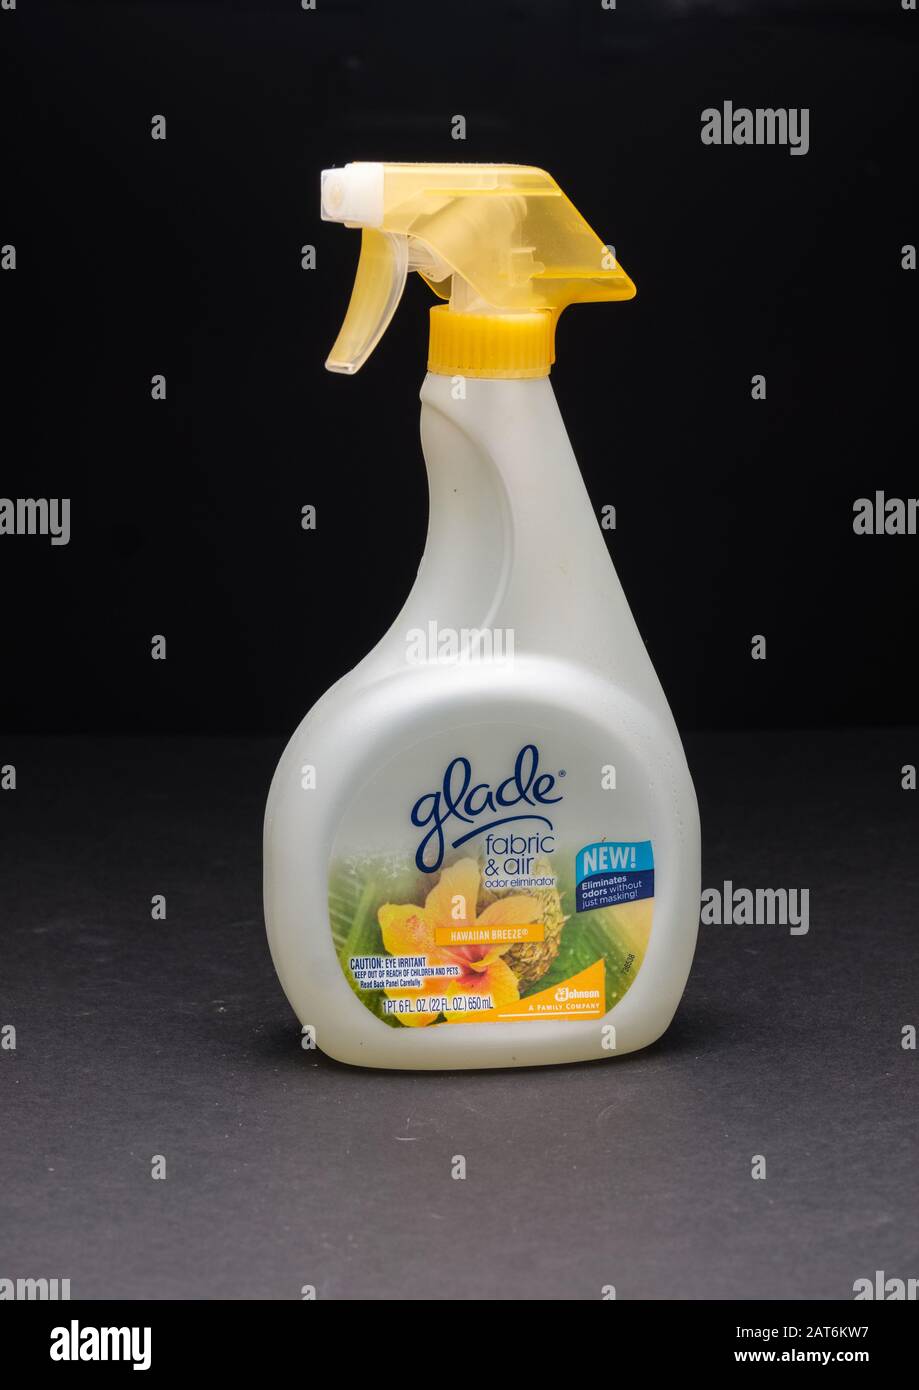 alamy
glade®
fabric
& air
odor eliminator
NEW!
Eliminates
odors without
just masking!
HAWAIIAN BREEZE®
CAUTION: EYE IRRITANT
KEEP OUT OF REACH OF CHILDREN AND PETS.
Read Back Panel Carefully.
1 PT. 6 FL. OZ. (22 FL. OZ.) 650 mL
Johnson
A FAMILY COMPANY
alamy
Image ID: 2AT6KW7
www.alamy.com